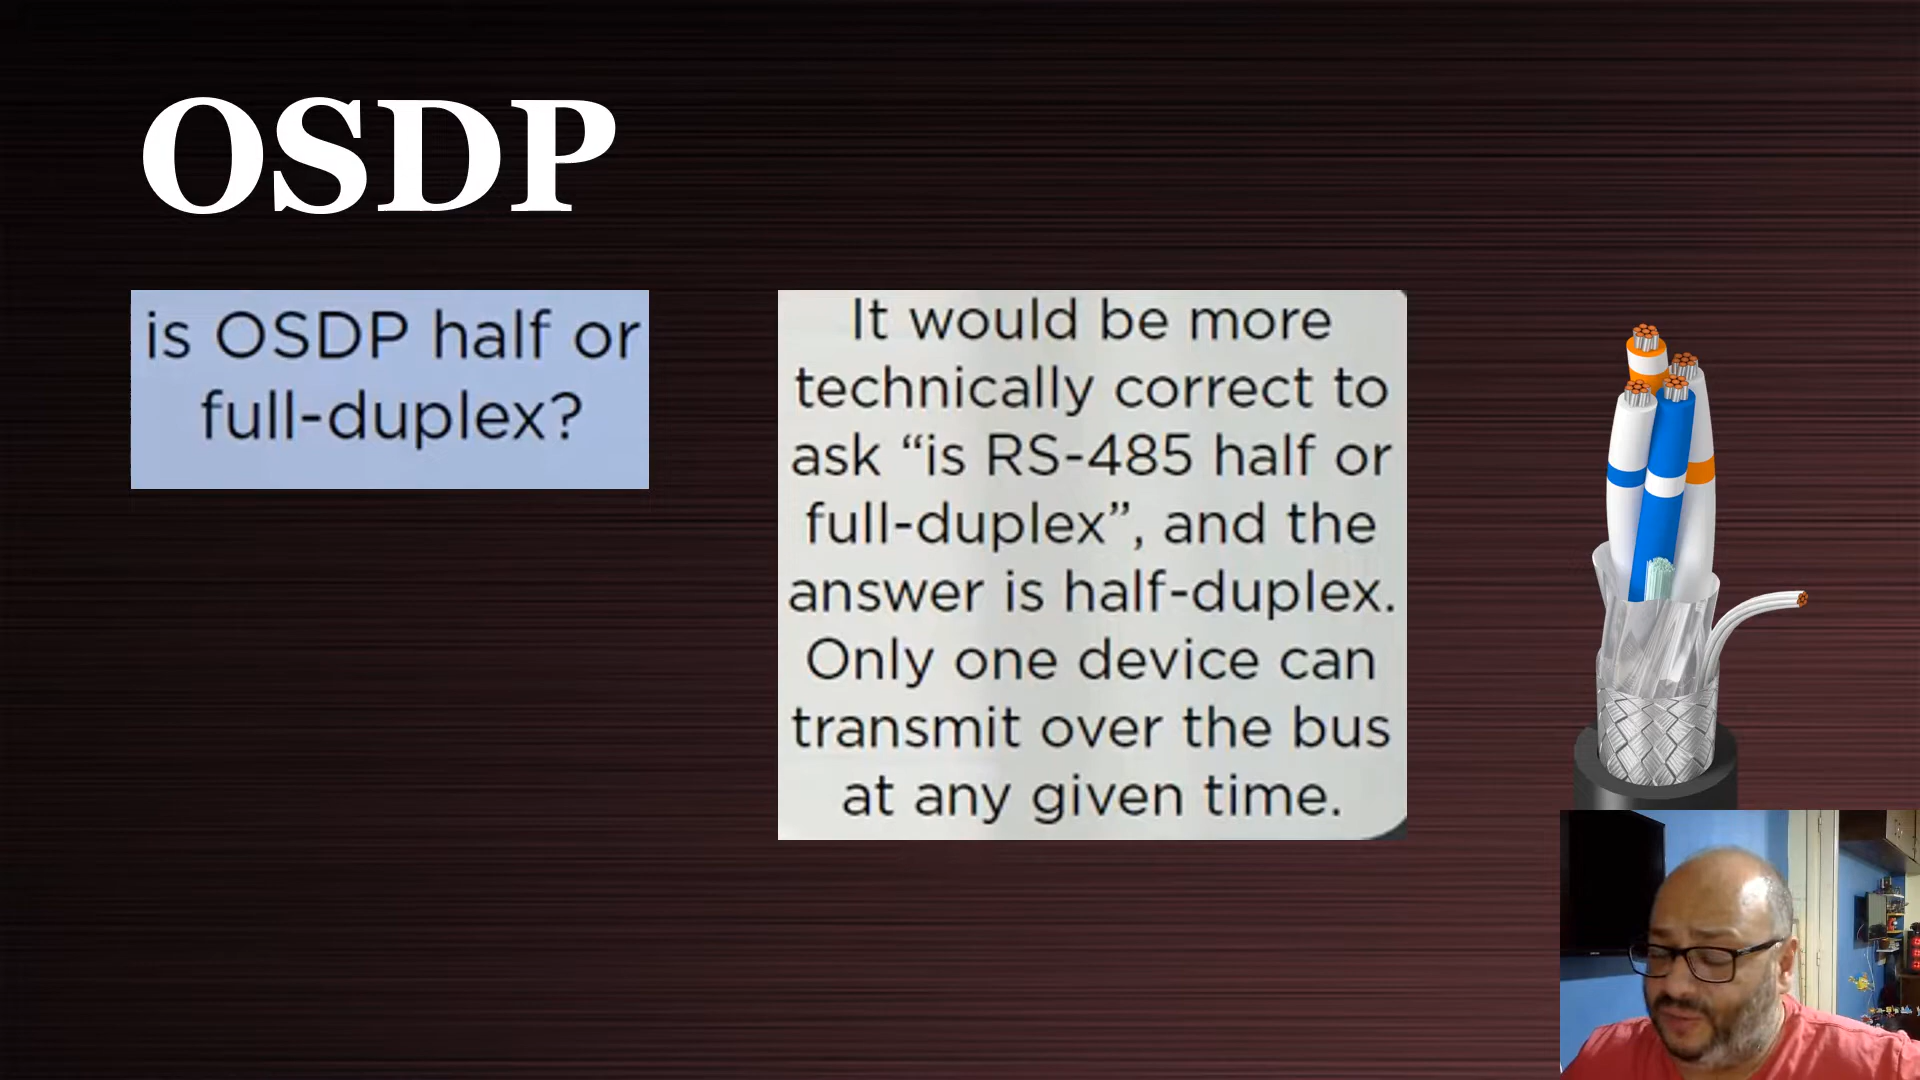 OSDP
is OSDP half or
full-duplex?
It would be more
technically correct to
ask “is RS-485 half or
full-duplex”, and the
answer is half-duplex.
Only one device can
transmit over the bus
at any given time.